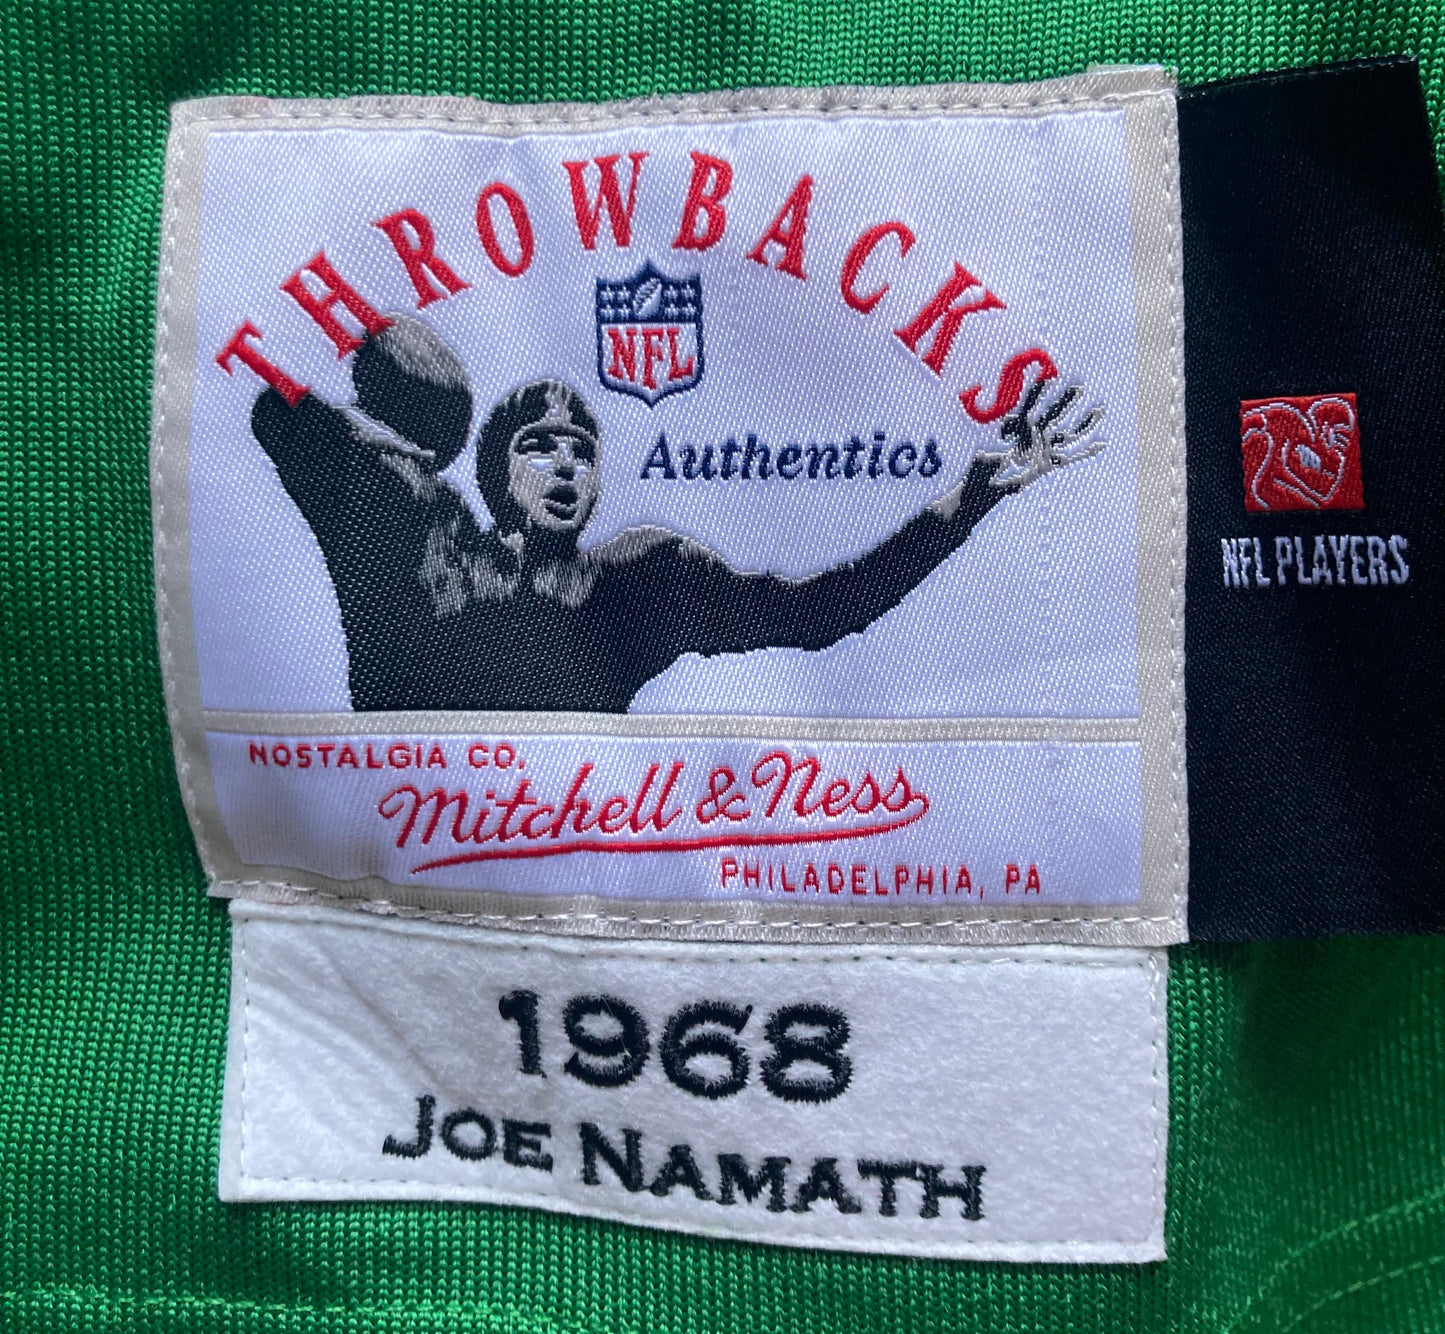 THROWBACKS
NFL
Authentics
NFL PLAYERS
NOSTALGIA CO.
Mitchell & Ness
PHILADELPHIA, PA
1968
JOE NAMATH